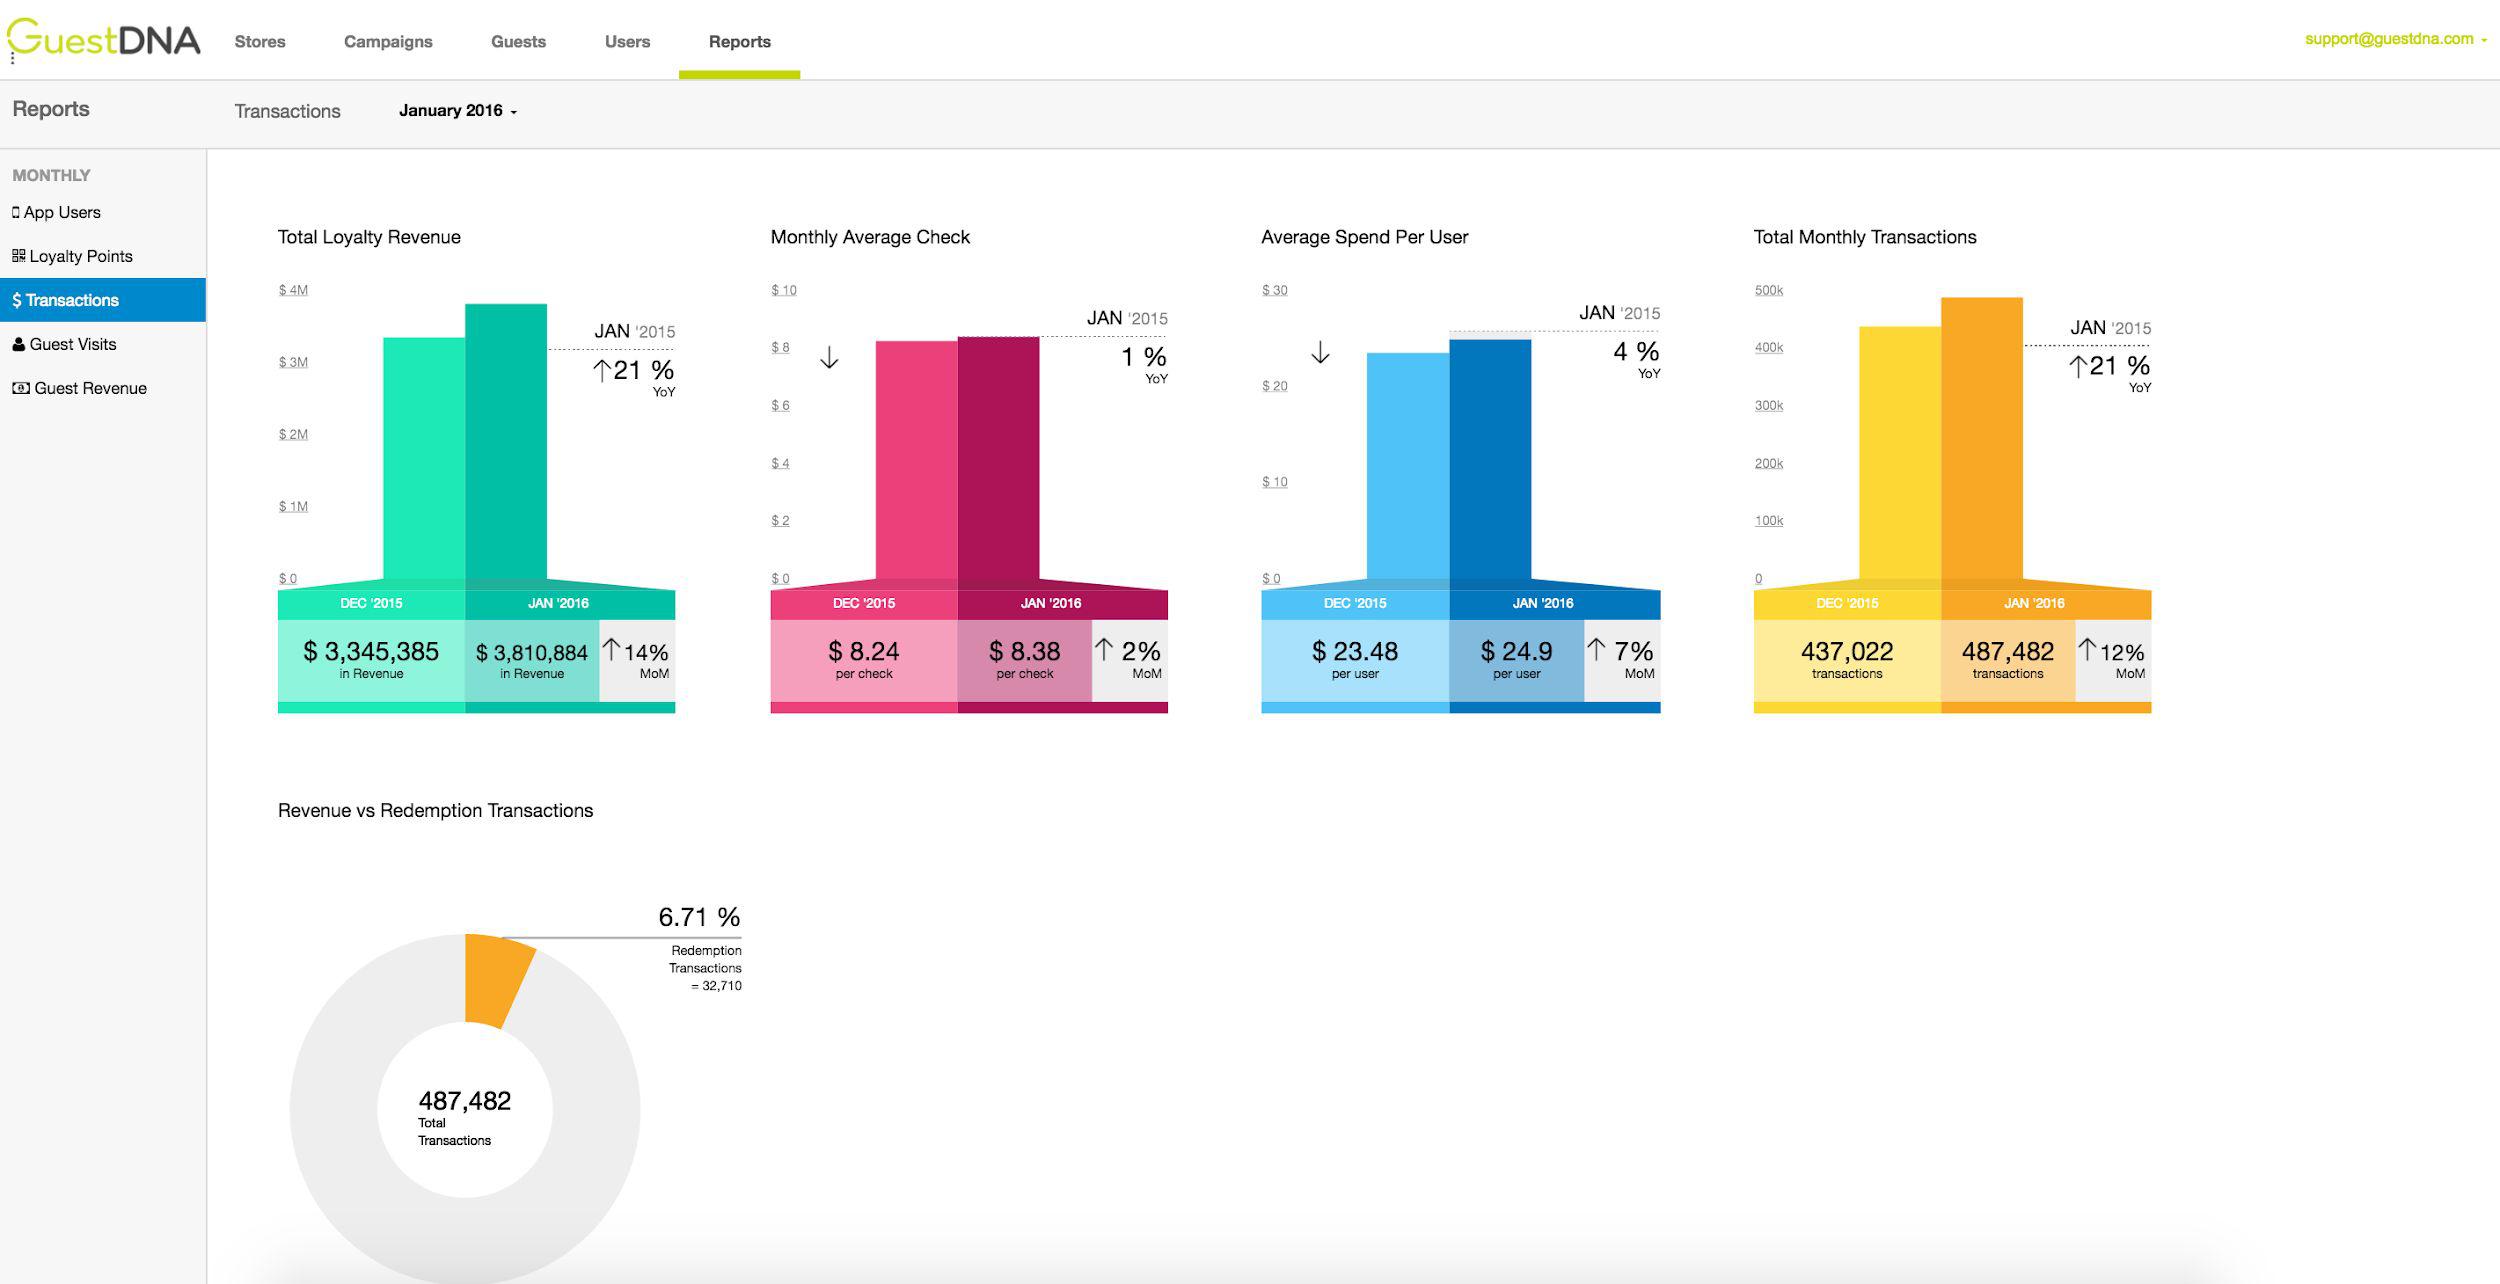 GuestDNA
Stores
Campaigns
Guests
Users
Reports
support@guestdna.com
Reports
Transactions
January 2016
MONTHLY
App Users
Loyalty Points
$ Transactions
Guest Visits
Guest Revenue
Total Loyalty Revenue
$ 4M
$ 3M
$ 2M
$ 1M
$ 0
JAN '2015
↑21 %
YoY
DEC '2015
JAN '2016
$ 3,345,385
in Revenue
$ 3,810,884
in Revenue
↑14%
MoM
Monthly Average Check
$ 10
$ 8
$ 6
$ 4
$ 2
$ 0
↓
JAN '2015
1 %
YoY
DEC '2015
JAN '2016
$ 8.24
per check
$ 8.38
per check
↑ 2%
MoM
Average Spend Per User
$ 30
$ 20
$ 10
$ 0
↓
JAN '2015
4 %
YoY
DEC '2015
JAN '2016
$ 23.48
per user
$ 24.9
per user
↑ 7%
MoM
Total Monthly Transactions
500k
400k
300k
200k
100k
0
JAN '2015
↑21 %
YoY
DEC '2015
JAN '2016
437,022
transactions
487,482
transactions
↑12%
MoM
Revenue vs Redemption Transactions
6.71 %
Redemption
Transactions
= 32,710
487,482
Total
Transactions